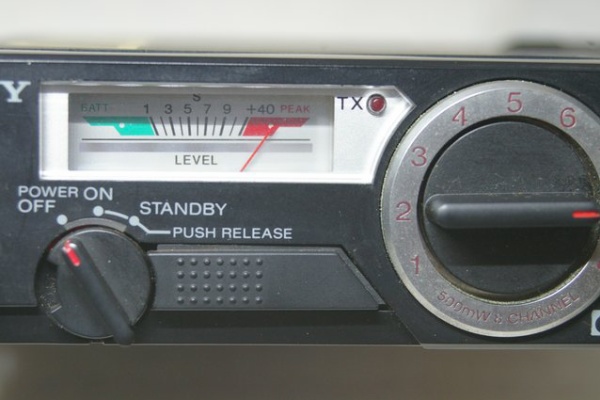 Y
BATT. 1 3 5 7 9 +40 PEAK
S
TX
LEVEL
POWER ON
OFF
STANDBY
PUSH RELEASE
1 2 3 4 5 6
500mW 8 CHANNEL